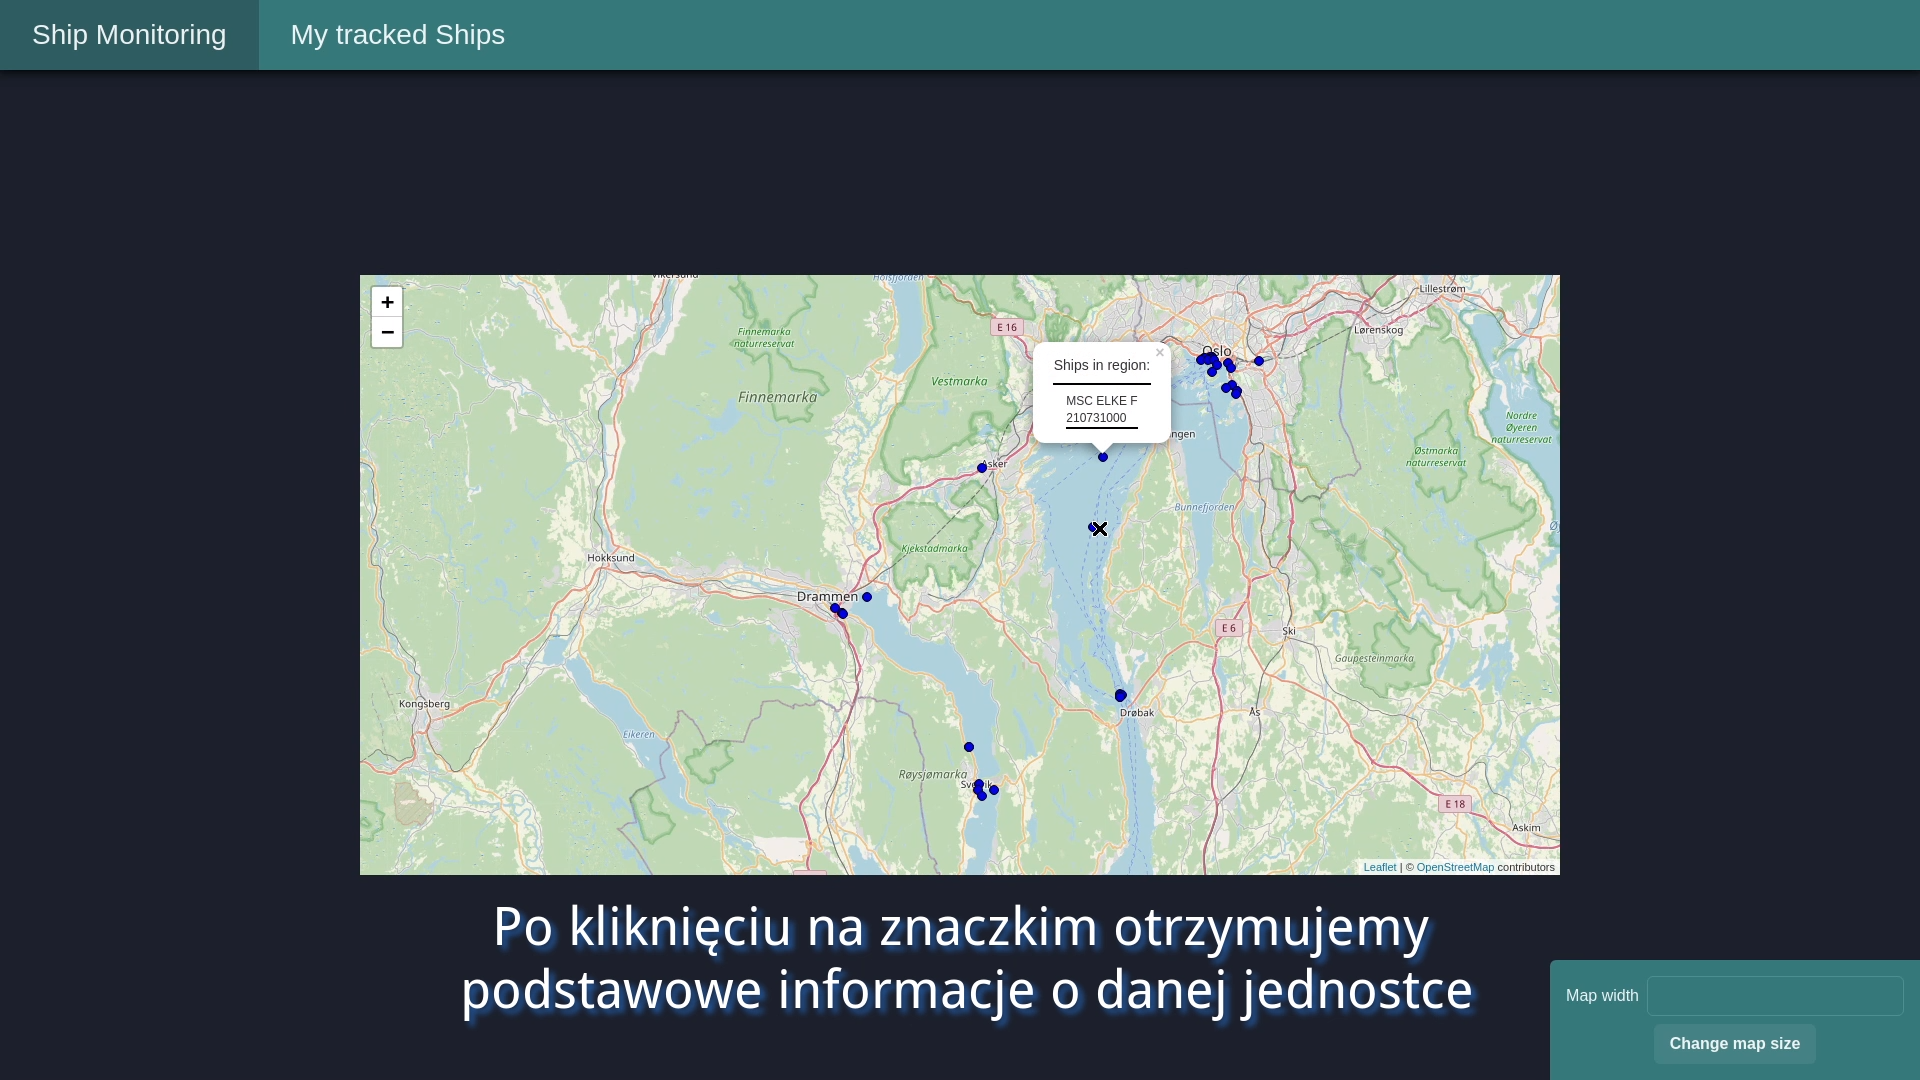 Ship Monitoring
My tracked Ships
+
−
Vikersund
Holsfjorden
Lillestrøm
E 16
Lørenskog
Finnemarka
naturreservat
Oslo
×
Ships in region:
Vestmarka
Finnemarka
MSC ELKE F
210731000
Nordre
Øyeren
naturreservat
Østmarka
naturreservat
Asker
Bunnefjorden
Kjekstadmarka
Hokksund
Drammen
E 6
Ski
Gaupesteinmarka
Kongsberg
Drøbak
Ås
Eikeren
Røysjømarka
Svelvik
E 18
Askim
Leaflet | © OpenStreetMap contributors
Po kliknięciu na znaczkim otrzymujemy
podstawowe informacje o danej jednostce
Map width
Change map size